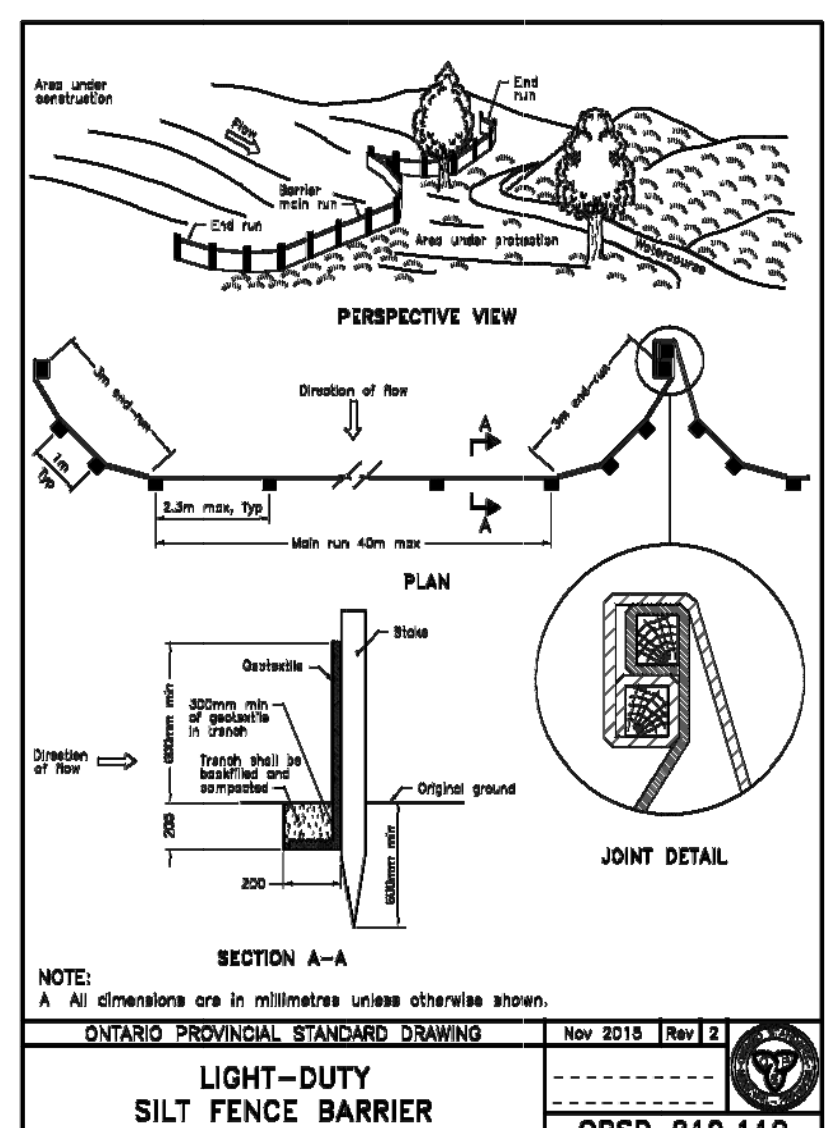 Area under
construction
Flow
End
run
Barrier
main run
End run
Area under protection
Watercourse
PERSPECTIVE VIEW
3m end-run
Direction of flow
3m end-run
1m
Typ
A
2.3m max, Typ
A
Main run 40m max
PLAN
Stake
Geotextile
300mm min
of geotextile
in trench
600mm min
Direction
of flow
Trench shall be
backfilled and
compacted
Original ground
200
600mm min
200
JOINT DETAIL
SECTION A-A
NOTE:
A All dimensions are in millimetres unless otherwise shown.
ONTARIO PROVINCIAL STANDARD DRAWING
Nov 2015 Rev 2
LIGHT-DUTY
SILT FENCE BARRIER